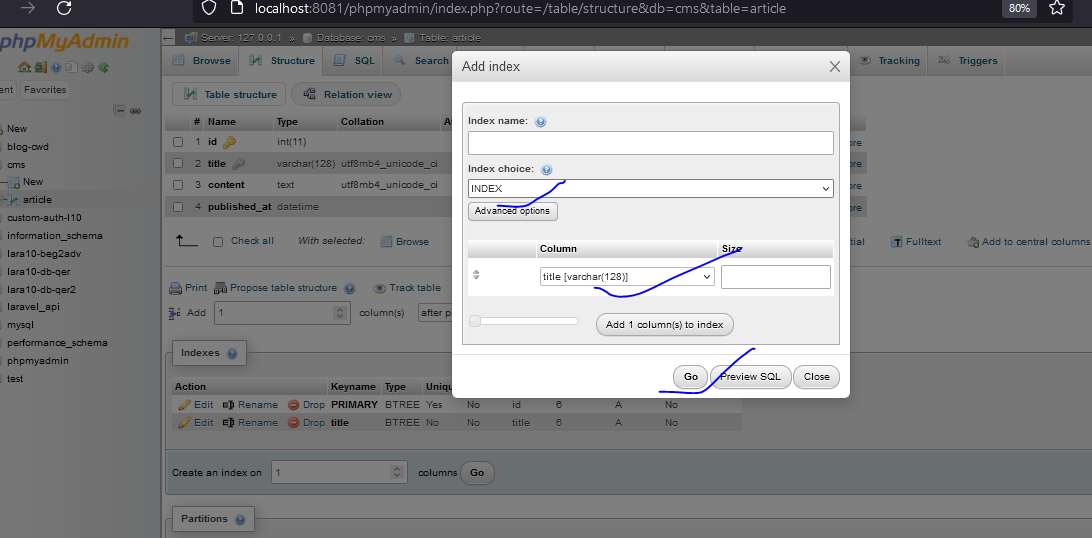 localhost:8081/phpmyadmin/index.php?route=/table/structure&db=cms&table=article 80%
phpMyAdmin
ent Favorites
New
blog-cwd
cms
New
article
custom-auth-l10
information_schema
lara10-beg2adv
lara10-db-qer
lara10-db-qer2
laravel_api
mysql
performance_schema
phpmyadmin
test
Server: 127.0.0.1 » Database: cms » Table: article
Browse Structure SQL Search Tracking Triggers
Table structure Relation view
# Name Type Collation
1 id int(11) ore
2 title varchar(128) utf8mb4_unicode_ci ore
3 content text utf8mb4_unicode_ci ore
4 published_at datetime ore
Check all With selected: Browse tial Fulltext Add to central columns
Print Propose table structure Track table
Add 1 column(s) after p
Indexes
Action Keyname Type Uniqu
Edit Rename Drop PRIMARY BTREE Yes No id 6 A No
Edit Rename Drop title BTREE No No title 6 A No
Create an index on 1 columns Go
Partitions
Add index
Index name:
Index choice:
INDEX
Advanced options
Column Size
title [varchar(128)]
Add 1 column(s) to index
Go Preview SQL Close